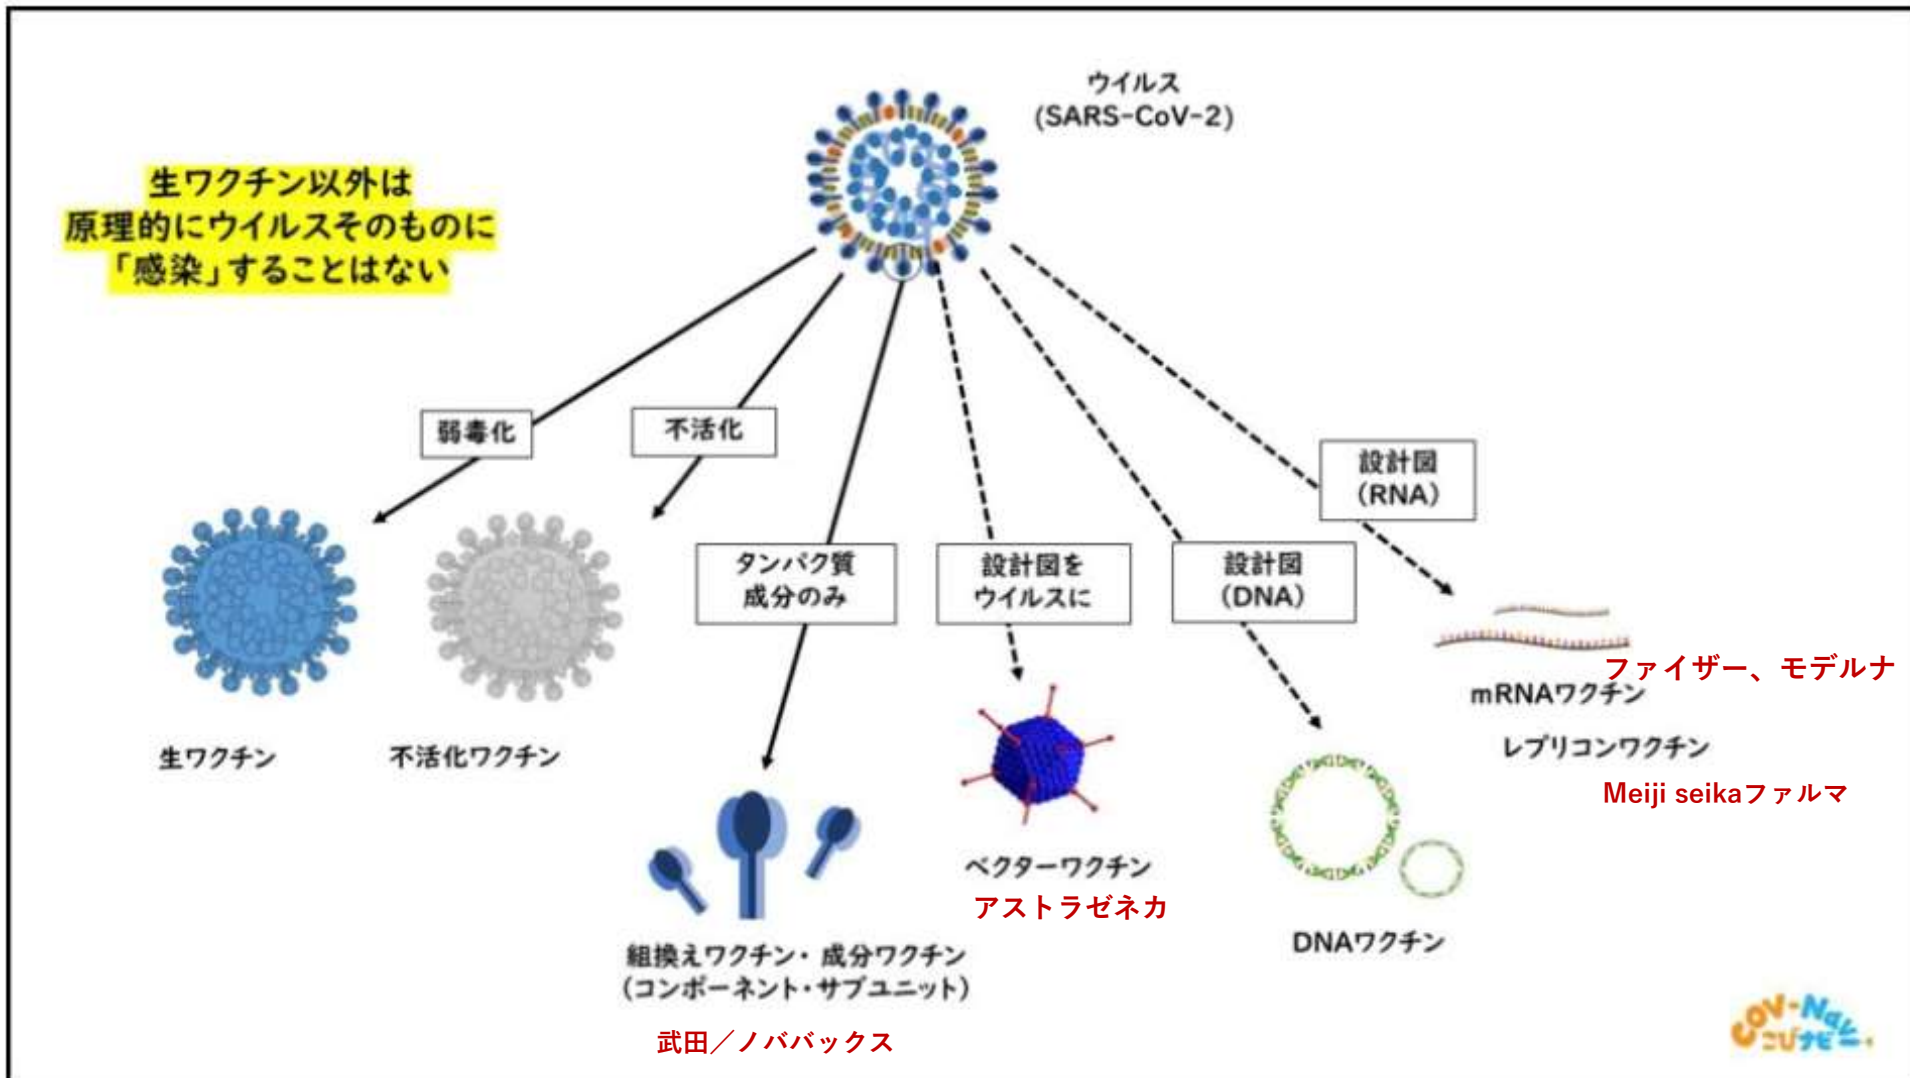 ウイルス
(SARS-CoV-2)
生ワクチン以外は
原理的にウイルスそのものに
「感染」することはない
弱毒化
不活化
設計図
(RNA)
タンパク質
成分のみ
設計図を
ウイルスに
設計図
(DNA)
ファイザー、モデルナ
mRNAワクチン
レプリコンワクチン
Meiji seikaファルマ
生ワクチン
不活化ワクチン
ベクターワクチン
アストラゼネカ
DNAワクチン
組換えワクチン・成分ワクチン
(コンポーネント・サブユニット)
武田／ノババックス
COV-Navi
こびナビ